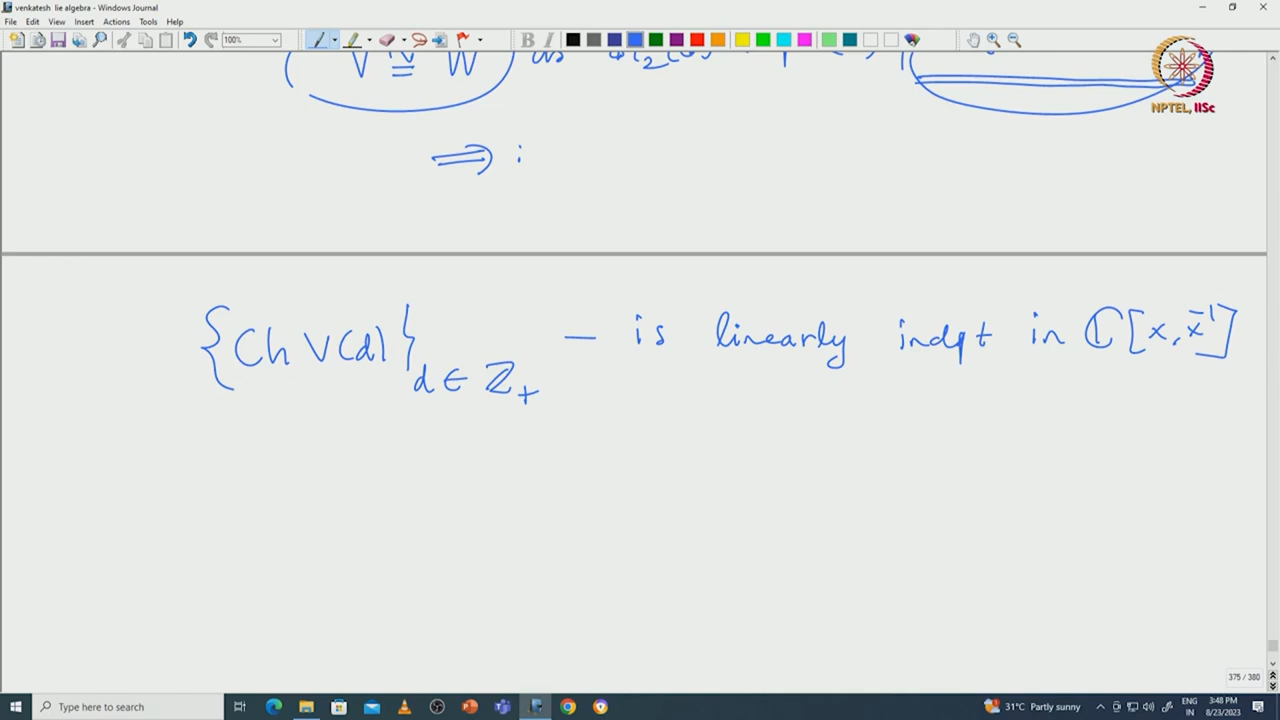 venkatesh lie algebra - Windows Journal
File Edit View Insert Actions Tools Help
100%
B I
V ≅ W as
NPTEL, IISc
⟹ :
{Ch V(d)}_{d ∈ ℤ_+} — is linearly indpt in ℂ[x, x^{-1}]
375 / 380
Type here to search
31°C Partly sunny
ENG
IN
3:48 PM
8/23/2023